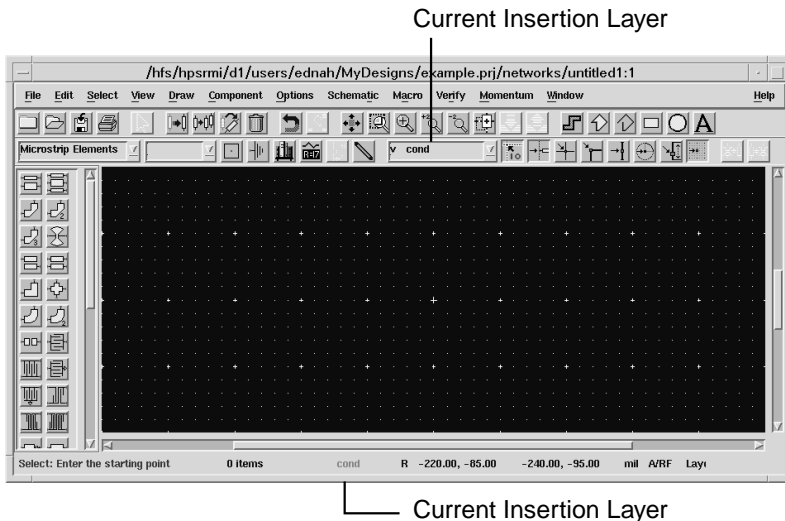 Current Insertion Layer
/hfs/hpsrmi/d1/users/ednah/MyDesigns/example.prj/networks/untitled1:1
File Edit Select View Draw Component Options Schematic Macro Verify Momentum Window Help
A
Microstrip Elements v cond
Select: Enter the starting point 0 items cond R -220.00, -85.00 -240.00, -95.00 mil A/RF Lay
Current Insertion Layer